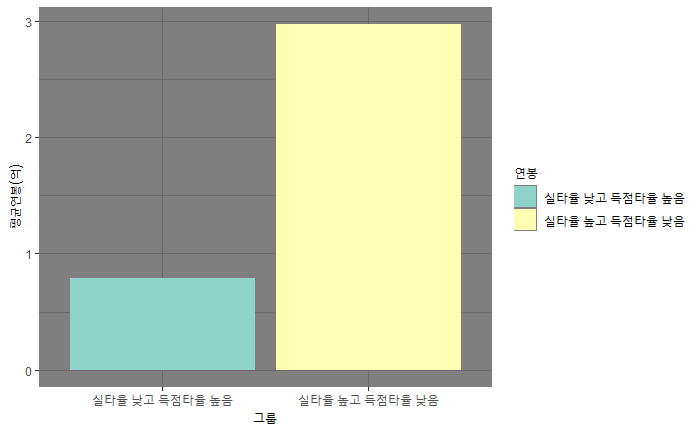 3
2
1
0
평균연봉(억)
실타율 낮고 득점타율 높음
실타율 높고 득점타율 낮음
그룹
연봉
실타율 낮고 득점타율 높음
실타율 높고 득점타율 낮음